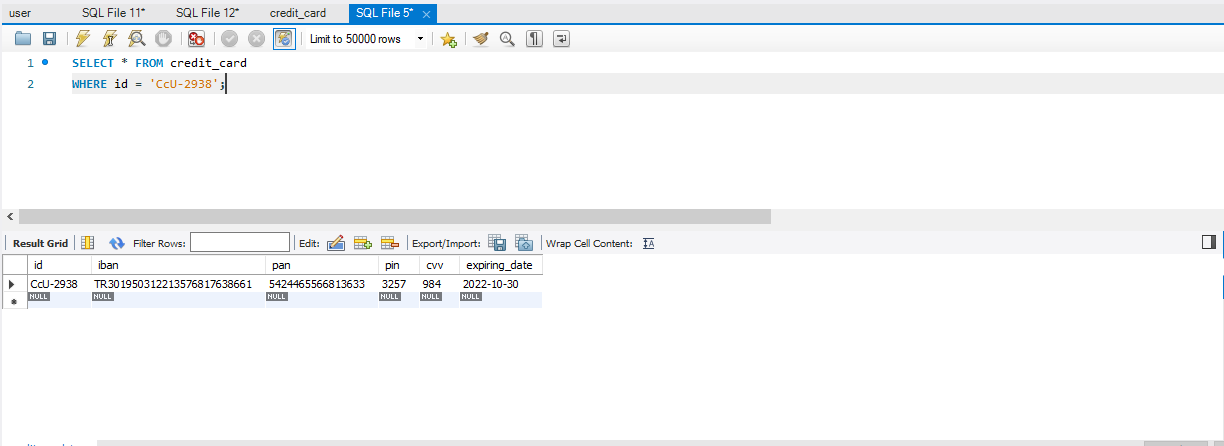 user SQL File 11* SQL File 12* credit_card SQL File 5* ×
Limit to 50000 rows
1 SELECT * FROM credit_card
2 WHERE id = 'CcU-2938';
Result Grid Filter Rows: Edit: Export/Import: Wrap Cell Content: IA
id iban pan pin cvv expiring_date
CcU-2938 TR301950312213576817638661 5424465566813633 3257 984 2022-10-30
NULL NULL NULL NULL NULL NULL